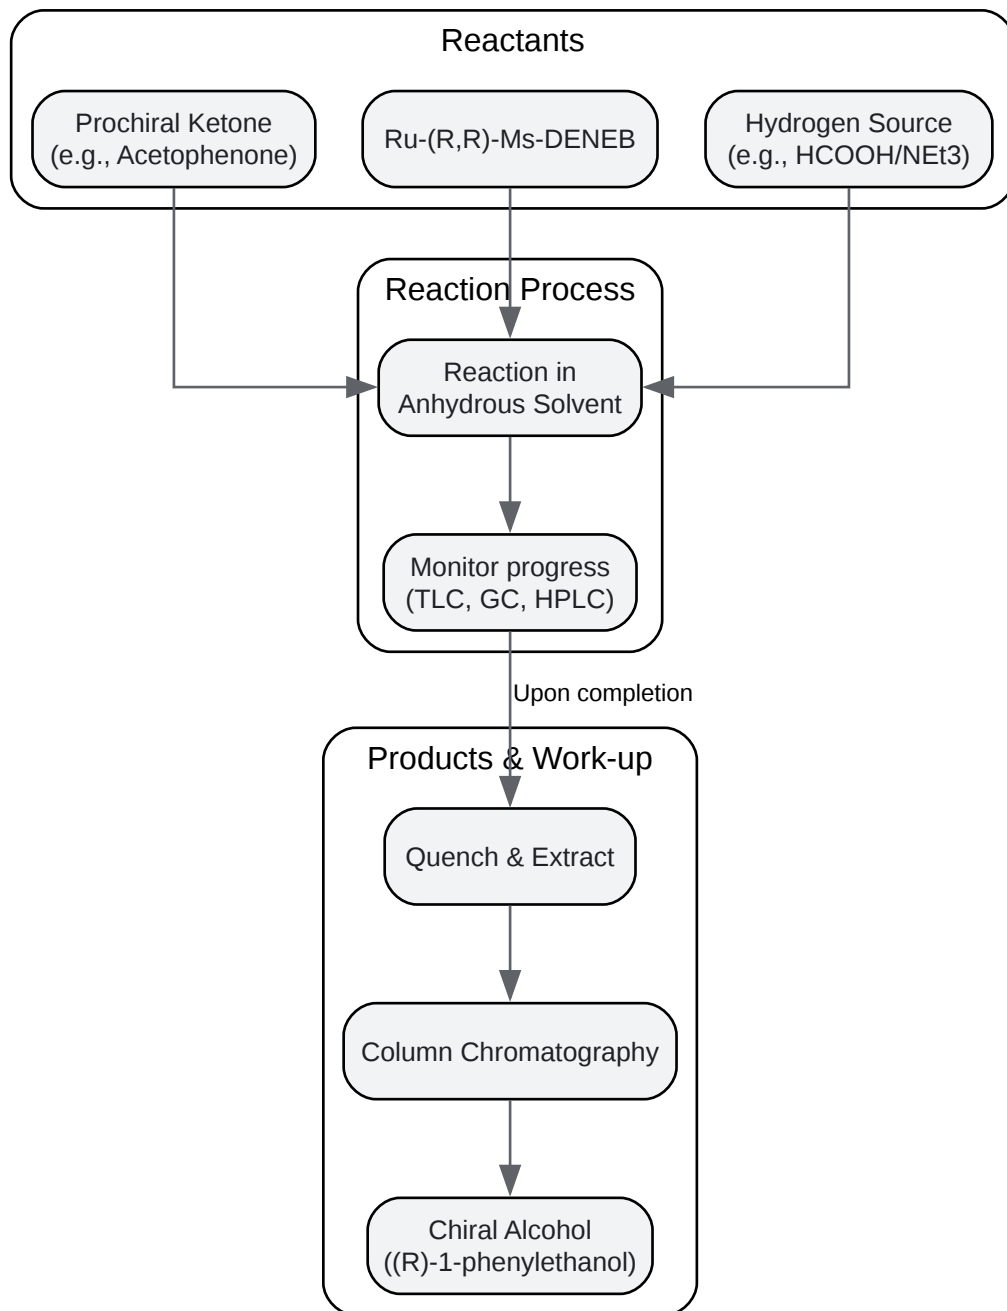 Reactants
Prochiral Ketone
(e.g., Acetophenone)
Ru-(R,R)-Ms-DENEB
Hydrogen Source
(e.g., HCOOH/NEt3)
Reaction Process
Reaction in
Anhydrous Solvent
Monitor progress
(TLC, GC, HPLC)
Upon completion
Products & Work-up
Quench & Extract
Column Chromatography
Chiral Alcohol
((R)-1-phenylethanol)